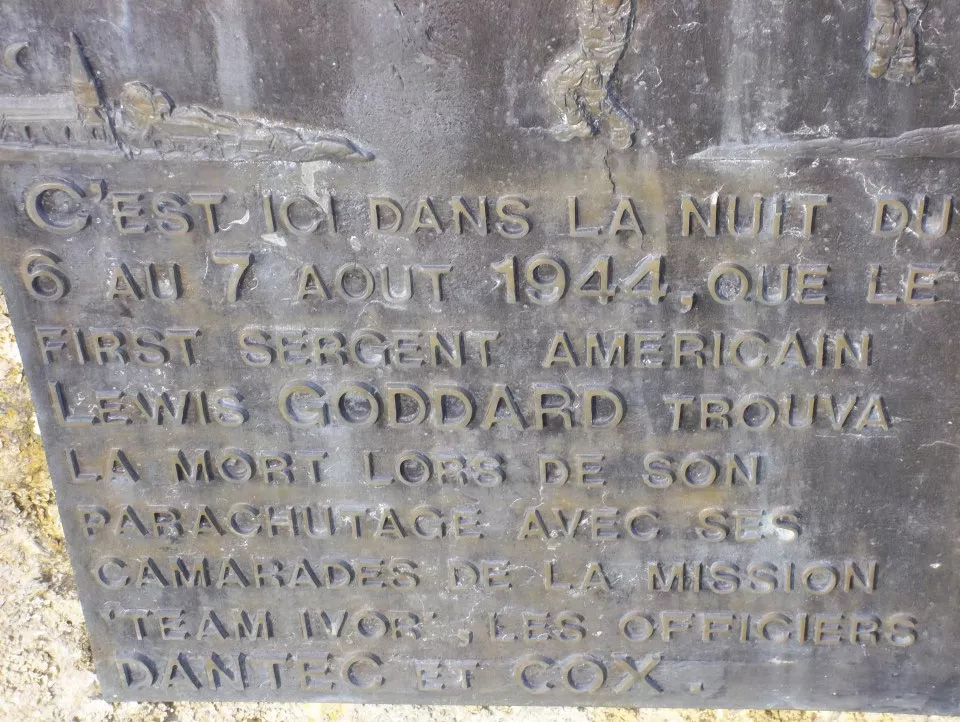 C'EST ICI DANS LA NUIT DU
6 AU 7 AOUT 1944, QUE LE
FIRST SERGENT AMERICAIN
LEWIS GODDARD TROUVA
LA MORT LORS DE SON
PARACHUTAGE AVEC SES
CAMARADES DE LA MISSION
'TEAM IVOR', LES OFFICIERS
DANTEC ET COX.